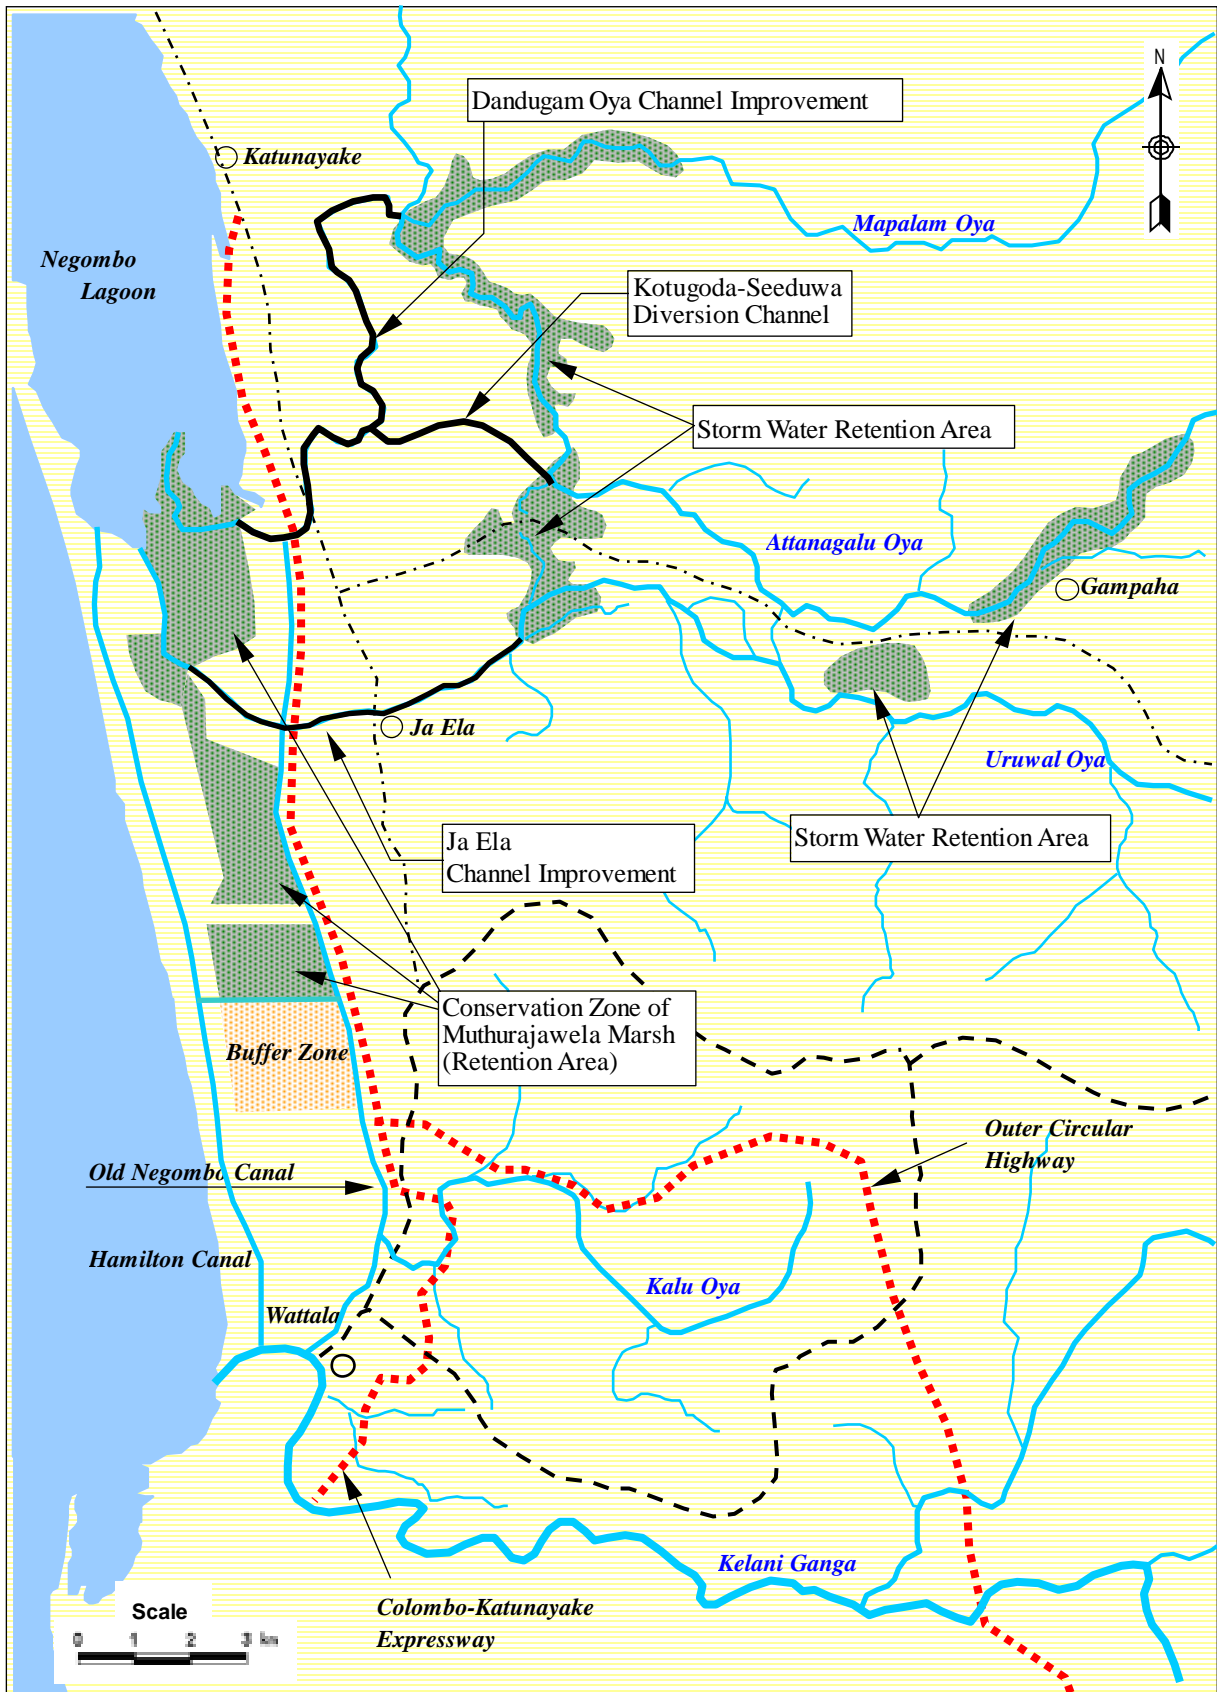 N
Dandugam Oya Channel Improvement
Katunayake
Mapalam Oya
Negombo
Lagoon
Kotugoda-Seeduwa
Diversion Channel
Storm Water Retention Area
Attanagalu Oya
Gampaha
Ja Ela
Uruwal Oya
Ja Ela
Channel Improvement
Storm Water Retention Area
Conservation Zone of
Muthurajawela Marsh
(Retention Area)
Buffer Zone
Outer Circular
Highway
Old Negombo Canal
Hamilton Canal
Kalu Oya
Wattala
Kelani Ganga
Colombo-Katunayake
Expressway
Scale
0 1 2 3 km